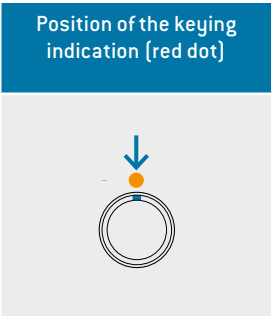 Position of the keying
indication (red dot)